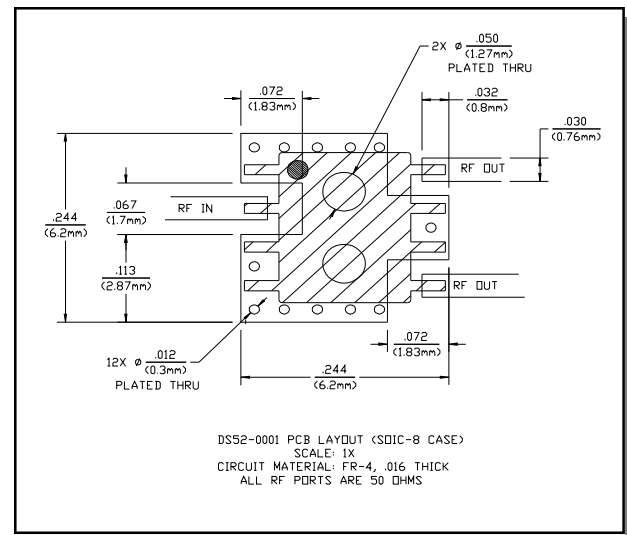 2X ø .050
(1.27mm)
PLATED THRU
.072
(1.83mm)
.032
(0.8mm)
.030
(0.76mm)
RF OUT
RF IN
.067
(1.7mm)
.244
(6.2mm)
.113
(2.87mm)
RF OUT
12X ø .012
(0.3mm)
PLATED THRU
.072
(1.83mm)
.244
(6.2mm)
DS52-0001 PCB LAYOUT (SOIC-8 CASE)
SCALE: 1X
CIRCUIT MATERIAL: FR-4, .016 THICK
ALL RF PORTS ARE 50 OHMS